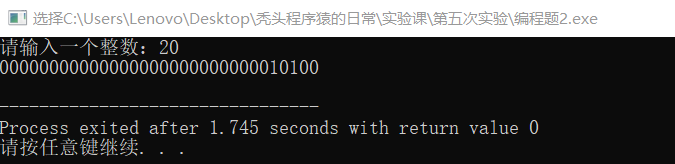 选择C:\Users\Lenovo\Desktop\秃头程序猿的日常\实验课\第五次实验\编程题2.exe
请输入一个整数：20
00000000000000000000000000010100
--------------------------------
Process exited after 1.745 seconds with return value 0
请按任意键继续. . .